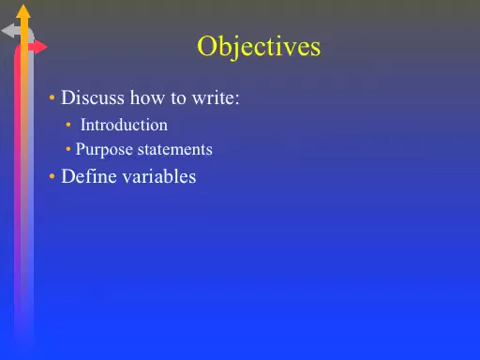 Objectives
• Discuss how to write:
• Introduction
• Purpose statements
• Define variables